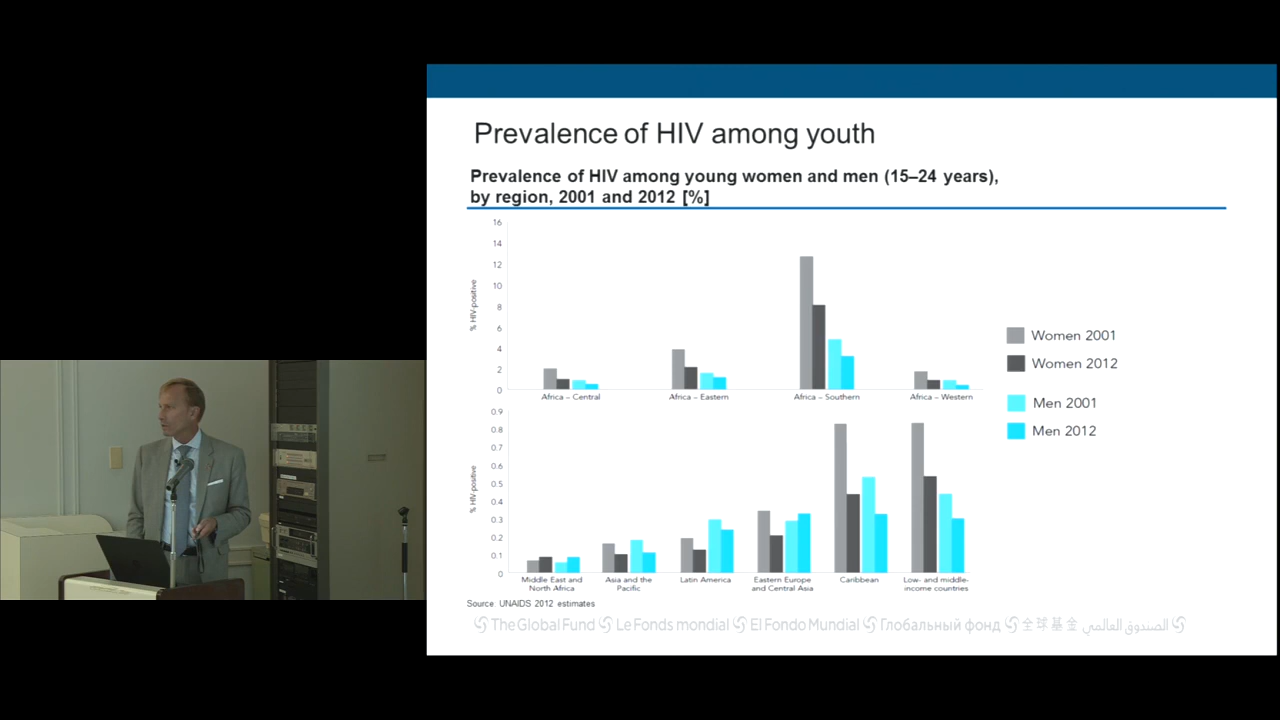 Prevalence of HIV among youth
Prevalence of HIV among young women and men (15–24 years),
by region, 2001 and 2012 [%]
16
14
12
10
8
6
4
2
0
% HIV-positive
Africa – Central
Africa – Eastern
Africa – Southern
Africa – Western
0.9
0.8
0.7
0.6
0.5
0.4
0.3
0.2
0.1
0
% HIV-positive
Middle East and
North Africa
Asia and the
Pacific
Latin America
Eastern Europe
and Central Asia
Caribbean
Low- and middle-
income countries
Women 2001
Women 2012
Men 2001
Men 2012
Source: UNAIDS 2012 estimates
The Global Fund Le Fonds mondial El Fondo Mundial Глобальный фонд 全球基金 الصندوق العالمي